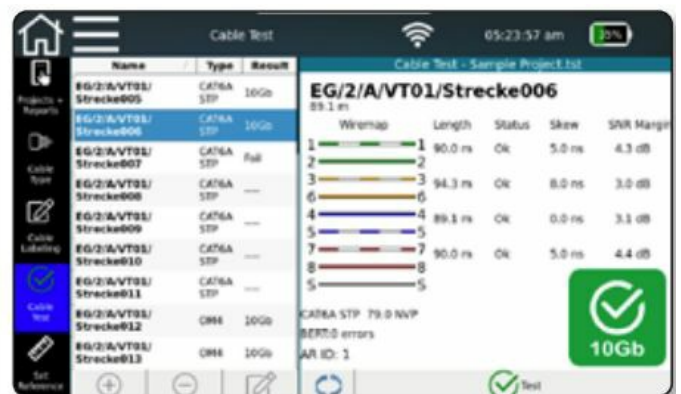 Cable Test
05:23:57 am
Projects +
Reports
Cable
Type
Cable
Labeling
Cable
Test
Set
Reference
Name / Type Result
EG/2/A/VT01/
Strecke005 CAT6A
STP 10Gb
EG/2/A/VT01/
Strecke006 CAT6A
STP 10Gb
EG/2/A/VT01/
Strecke007 CAT6A
STP Fail
EG/2/A/VT01/
Strecke008 CAT6A
STP ---
EG/2/A/VT01/
Strecke009 CAT6A
STP ---
EG/2/A/VT01/
Strecke010 CAT6A
STP ---
EG/2/A/VT01/
Strecke011 CAT6A
STP ---
EG/2/A/VT01/
Strecke012 OM4 10Gb
EG/2/A/VT01/
Strecke013 OM4 10Gb
Cable Test - Sample Project.tst
EG/2/A/VT01/Strecke006
89.1 m
Wiremap Length Status Skew SNR Margin
1 1 90.0 m Ok 5.0 ns 4.3 dB
2 2
3 3 94.3 m Ok 8.0 ns 3.0 dB
6 6
4 4 89.1 m Ok 0.0 ns 3.1 dB
5 5
7 7 90.0 m Ok 5.0 ns 4.4 dB
8 8
S S
CAT6A STP 79.0 NVP
BERT:0 errors
AR ID: 1
10Gb
Test